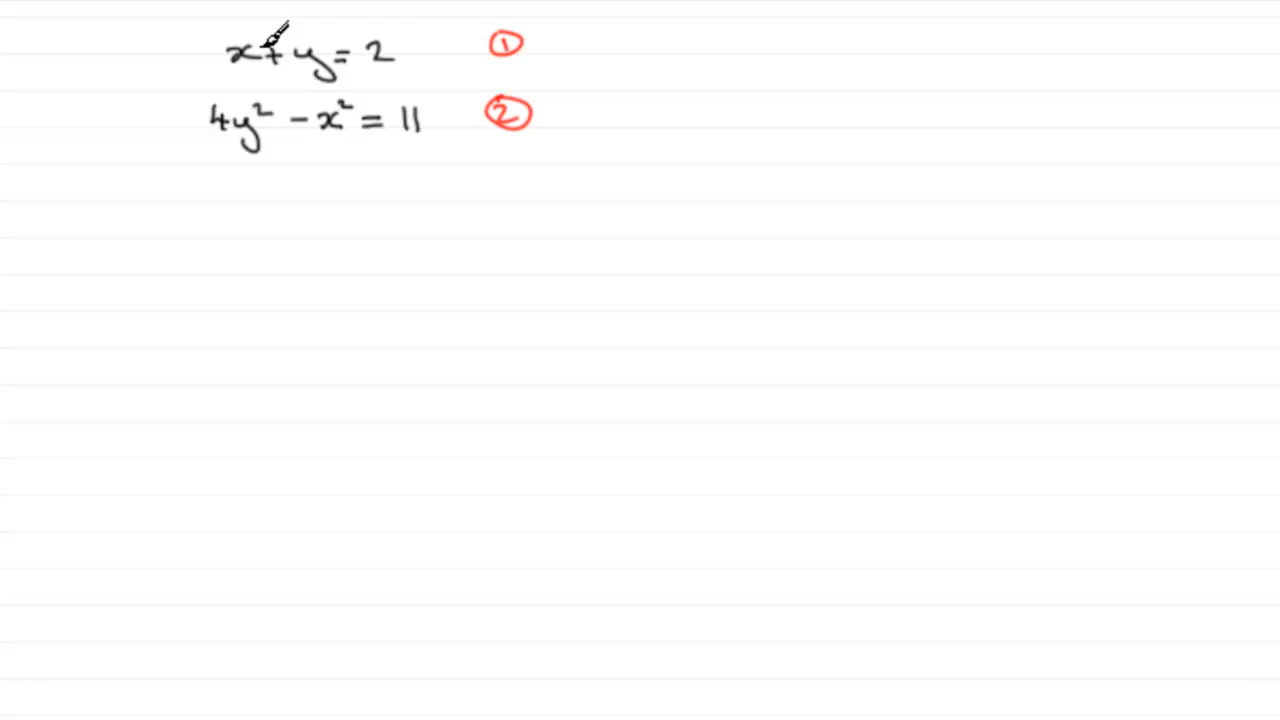 x + y = 2 ①
4y² - x² = 11 ②